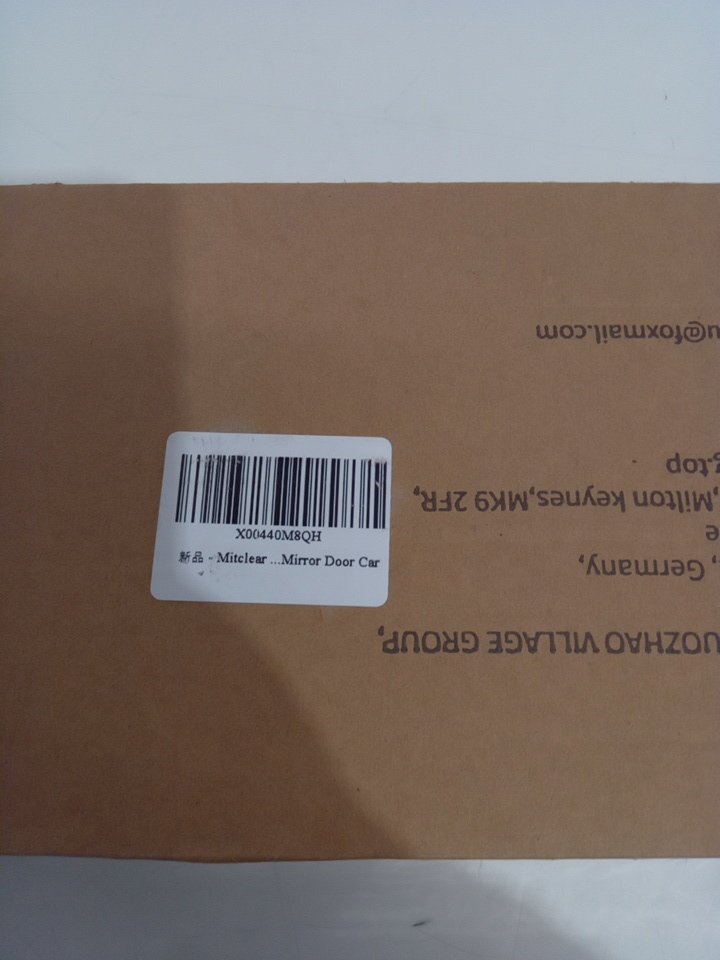 X00440M8QH
新品 - Mitclear ...Mirror Door Car
UOZHAO VILLAGE GROUP,
, Germany,
e
,Milton keynes,MK9 2FR,
g.top
u@foxmail.com